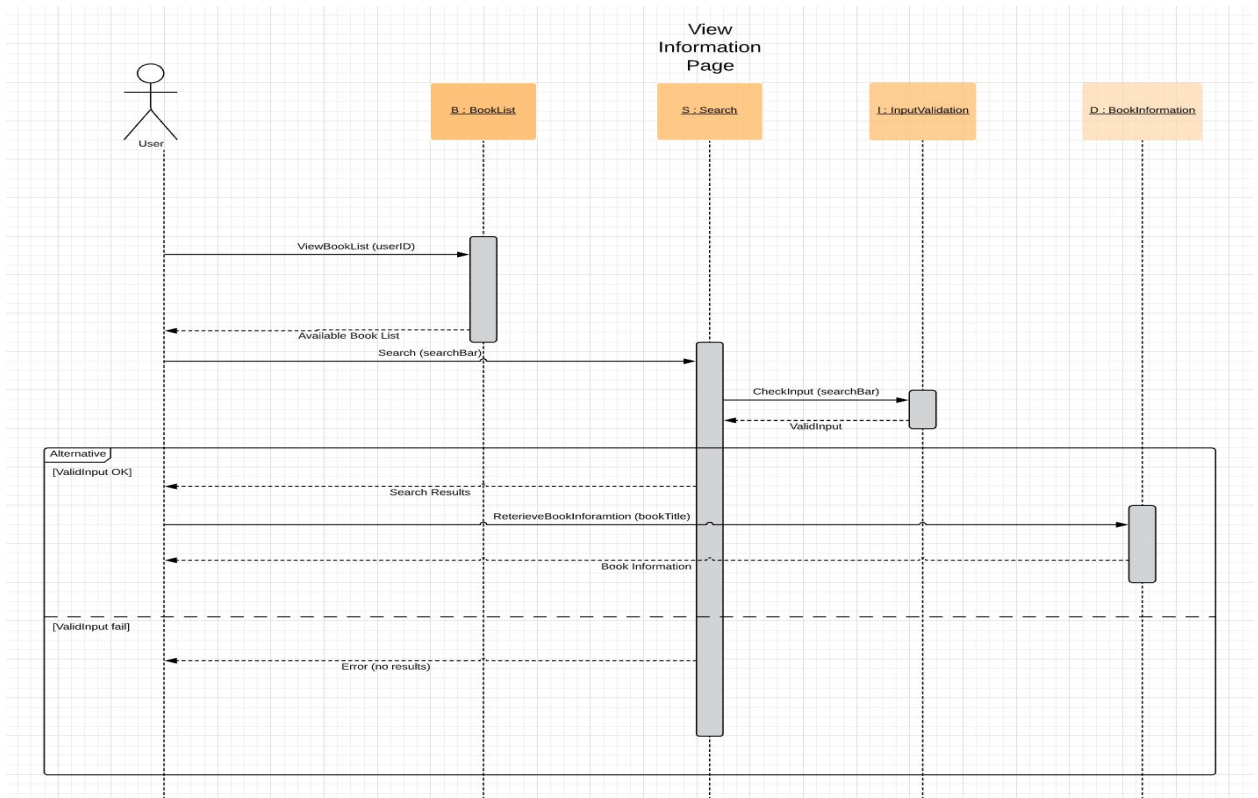 View
Information
Page
User
B : BookList
S : Search
I : InputValidation
D : BookInformation
ViewBookList (userID)
Available Book List
Search (searchBar)
CheckInput (searchBar)
ValidInput
Alternative
[ValidInput OK]
Search Results
ReterieveBookInforamtion (bookTitle)
Book Information
[ValidInput fail]
Error (no results)